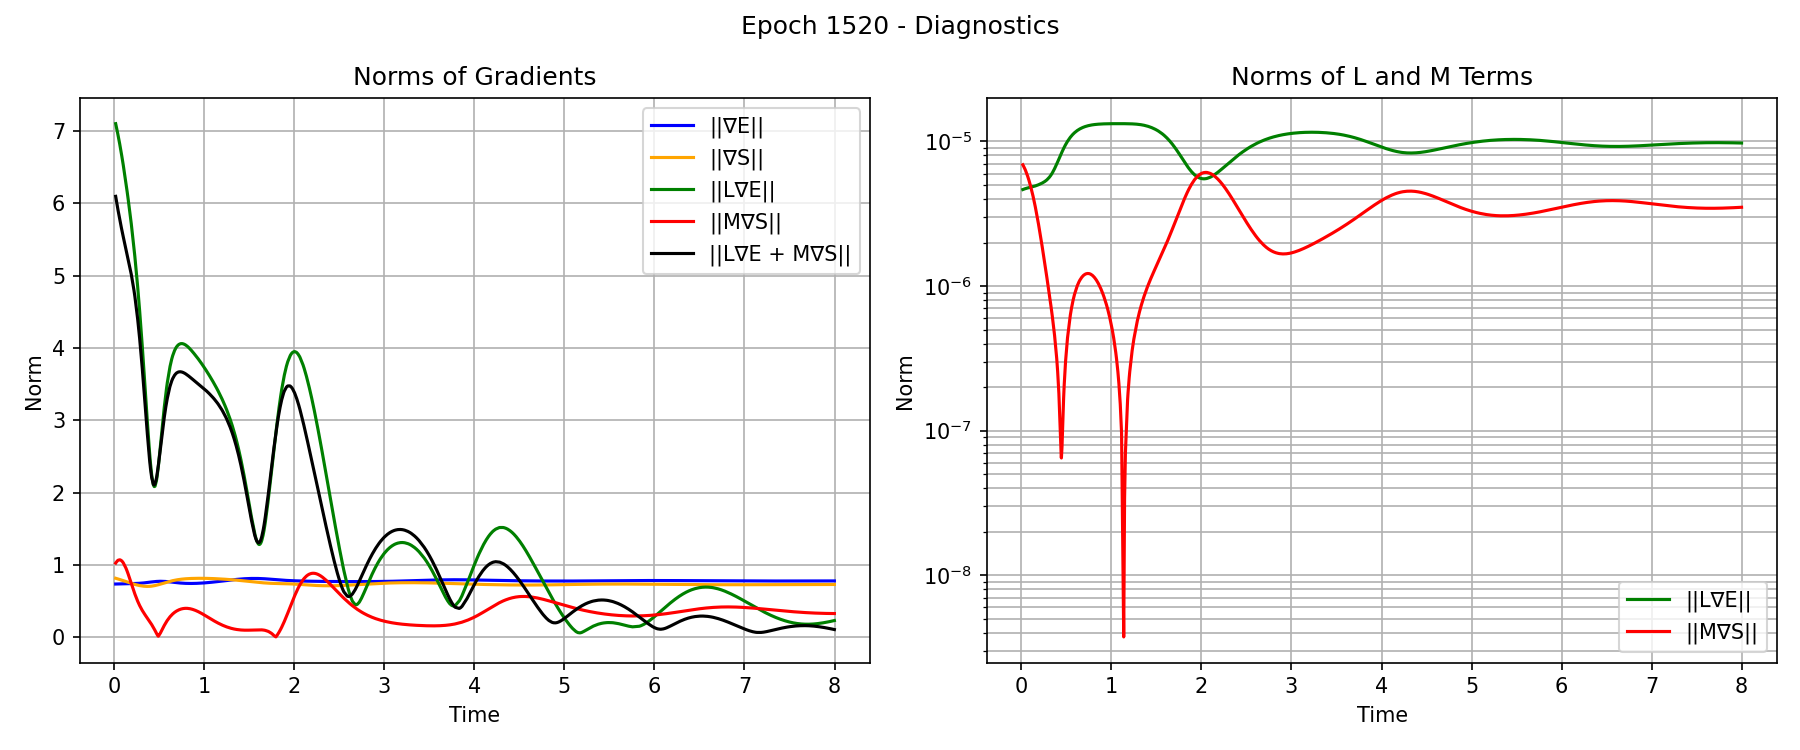 Epoch 1520 - Diagnostics
Norms of Gradients
Norm
7
6
5
4
3
2
1
0
0 1 2 3 4 5 6 7 8
Time
||∇E||
||∇S||
||L∇E||
||M∇S||
||L∇E + M∇S||
Norms of L and M Terms
Norm
10⁻⁵
10⁻⁶
10⁻⁷
10⁻⁸
0 1 2 3 4 5 6 7 8
Time
||L∇E||
||M∇S||